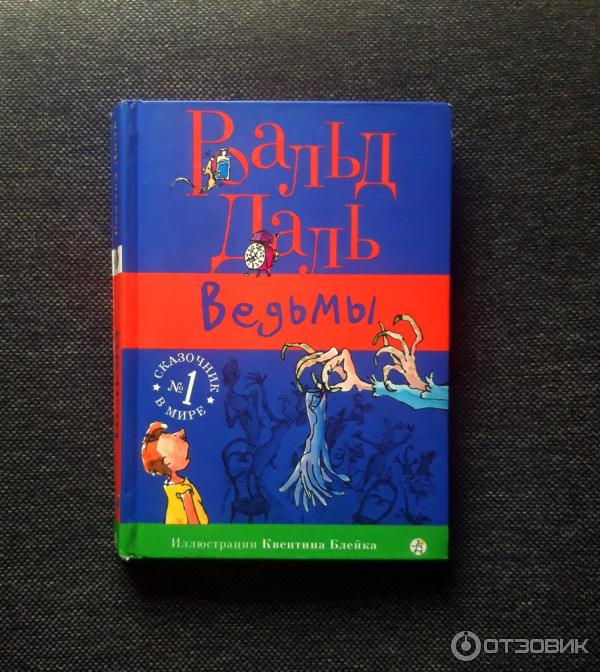 Роальд
Даль
Ведьмы
СКАЗОЧНИК
№1
В МИРЕ
Иллюстрации Квентина Блейка
ОТЗОВИК